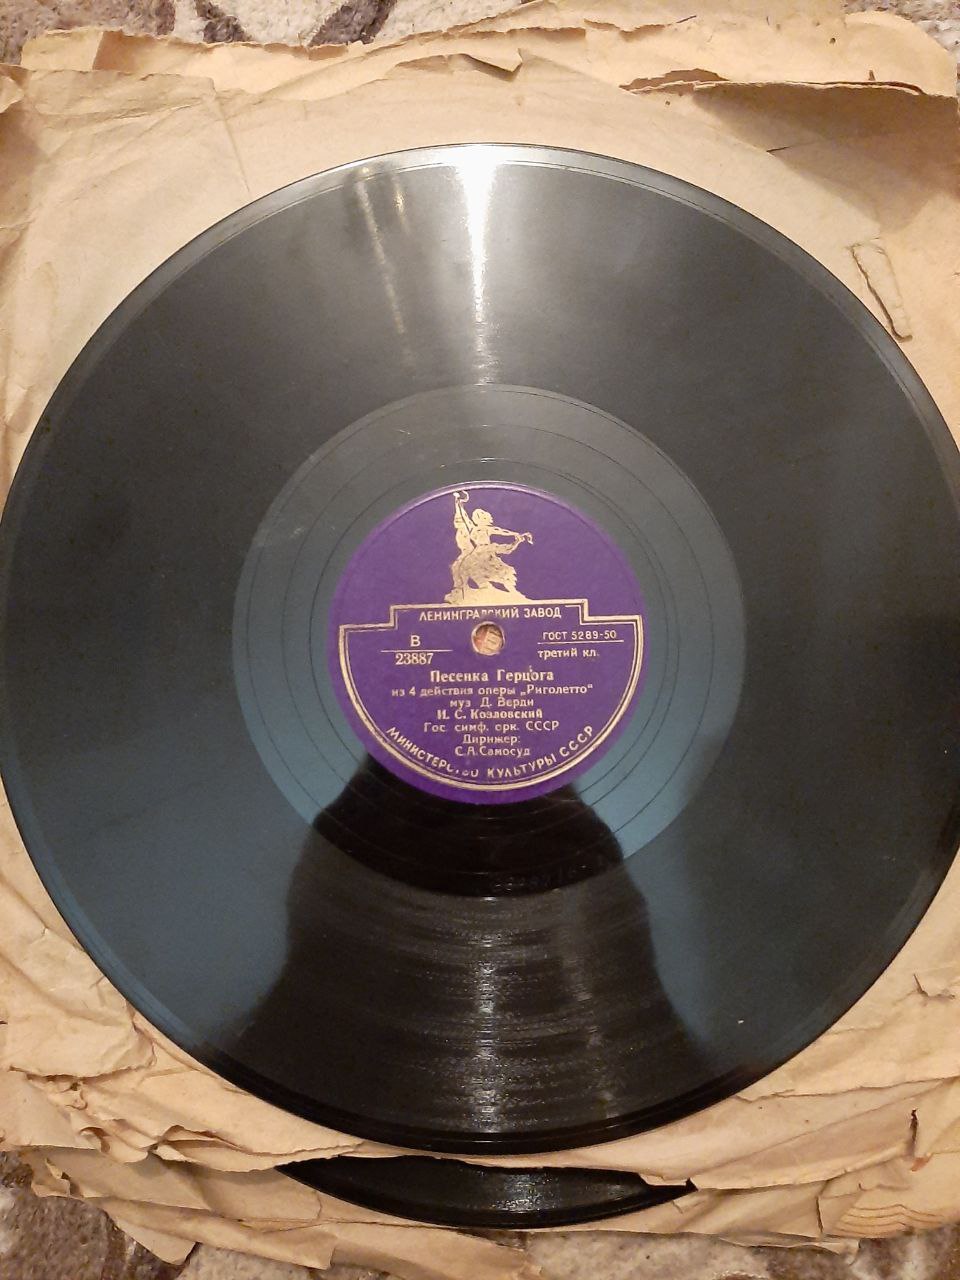 ЛЕНИНГРАДСКИЙ ЗАВОД
В
23887
ГОСТ 5289-50
третий кл.
Песенка Герцога
из 4 действия оперы „Риголетто"
муз Д. Верди
И. С. Козловский
Гос. симф. орк. СССР
Дирижер:
С.А.Самосуд
МИНИСТЕРСТВО КУЛЬТУРЫ СССР